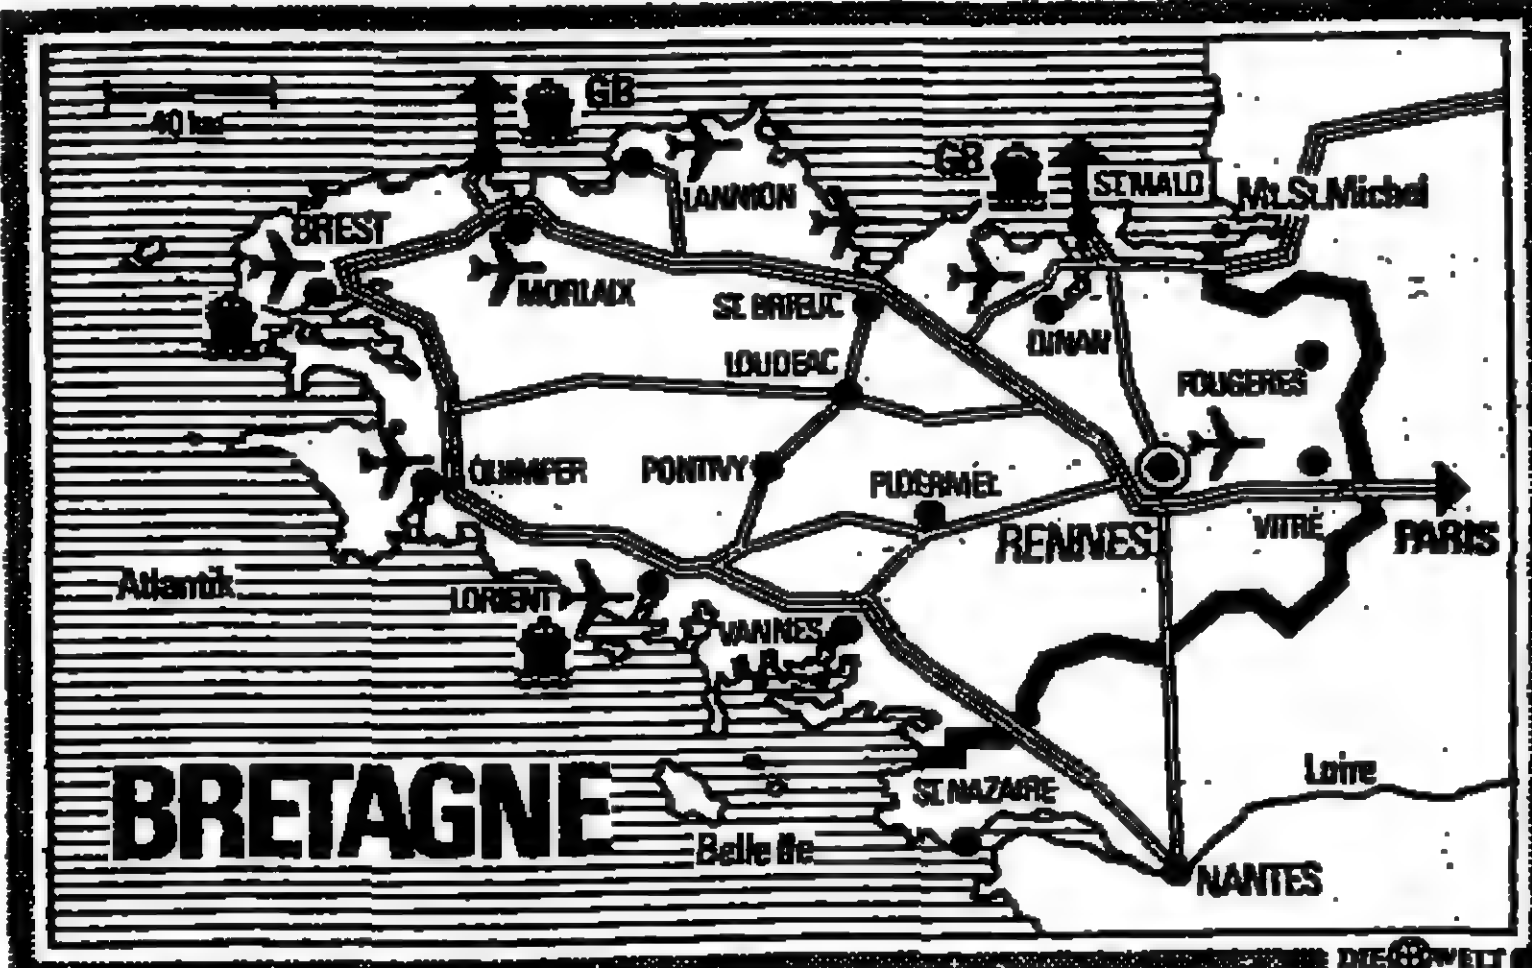 GB
40 km
GB
ST. MALO
Mt.St.Michel
LANNION
BREST
MORLAIX
ST. BRIEUC
DINAN
LOUDEAC
FOUGERES
QUIMPER
PONTIVY
PLOERMEL
RENNES
VITRÉ
PARIS
Atlantik
LORIENT
VANNES
BRETAGNE
ST. NAZAIRE
Loire
Belle Ile
NANTES
DIE WELT